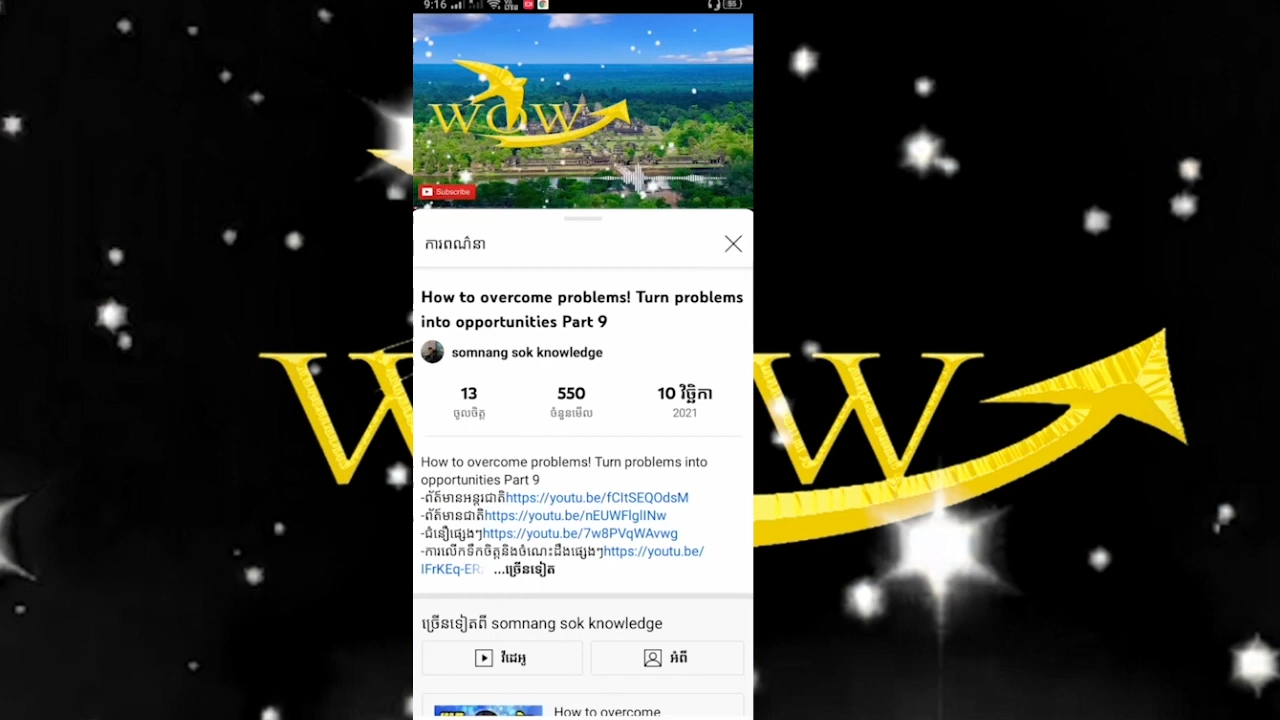 9:16
55
WOW
Subscribe
ការពណ៌នា
How to overcome problems! Turn problems
into opportunities Part 9
somnang sok knowledge
13
550
10 វិច្ឆិកា
ចូលចិត្ត
ចំនួនមើល
2021
How to overcome problems! Turn problems into
opportunities Part 9
-ព័ត៍មានអន្តរជាតិhttps://youtu.be/fCItSEQOdsM
-ព័ត៍មានជាតិhttps://youtu.be/nEUWFlglINw
-ជំនឿផ្សេងៗhttps://youtu.be/7w8PVqWAvwg
-ការលើកទឹកចិត្តនិងចំណេះដឹងផ្សេងៗhttps://youtu.be/
...ច្រើនទៀត
ច្រើនទៀតពី somnang sok knowledge
វីដេអូ
អំពី
How to overcome
W
W